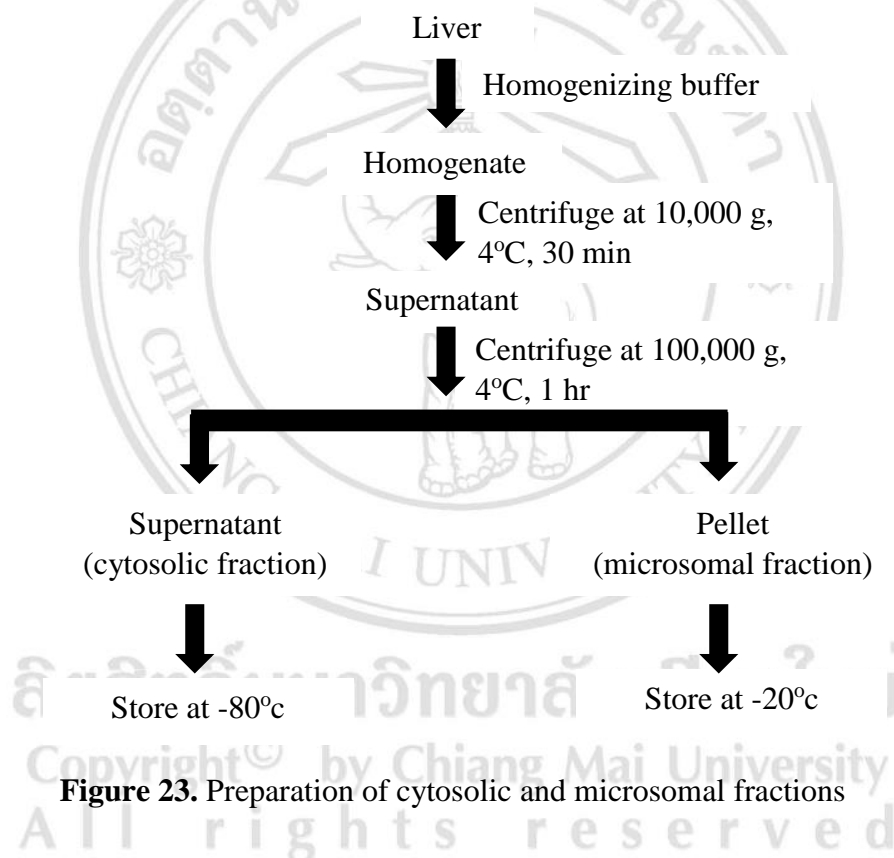 Liver
Homogenizing buffer
Homogenate
Centrifuge at 10,000 g,
4°C, 30 min
Supernatant
Centrifuge at 100,000 g,
4°C, 1 hr
Supernatant
(cytosolic fraction)
Pellet
(microsomal fraction)
Store at -80°c
Store at -20°c
I UNIV
Copyright© by Chiang Mai University
Figure 23. Preparation of cytosolic and microsomal fractions
All rights reserved